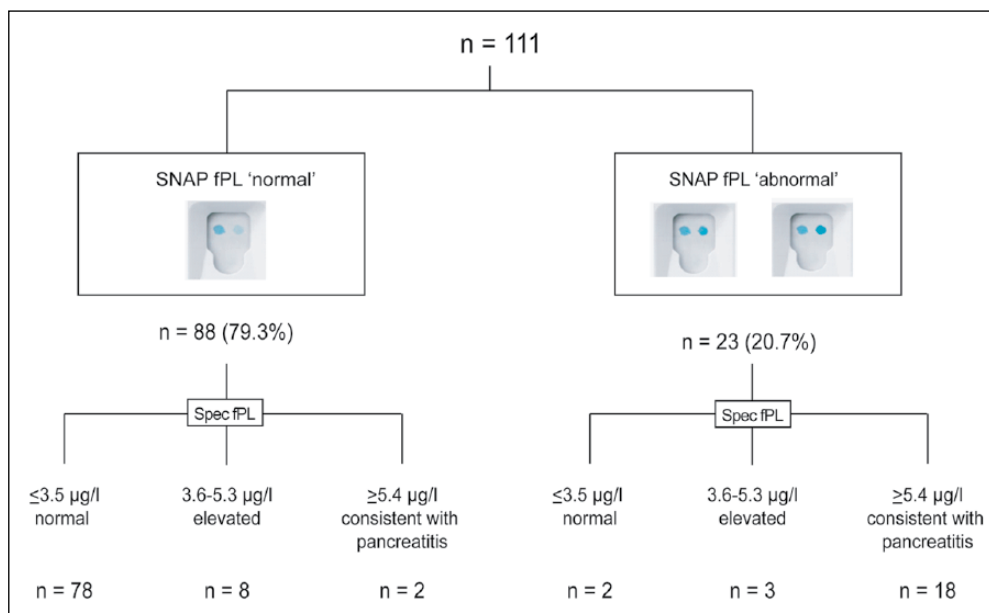 n = 111
SNAP fPL ‘normal’
SNAP fPL ‘abnormal’
n = 88 (79.3%)
n = 23 (20.7%)
Spec fPL
Spec fPL
≤3.5 µg/l
normal
3.6-5.3 µg/l
elevated
≥5.4 µg/l
consistent with
pancreatitis
≤3.5 µg/l
normal
3.6-5.3 µg/l
elevated
≥5.4 µg/l
consistent with
pancreatitis
n = 78
n = 8
n = 2
n = 2
n = 3
n = 18